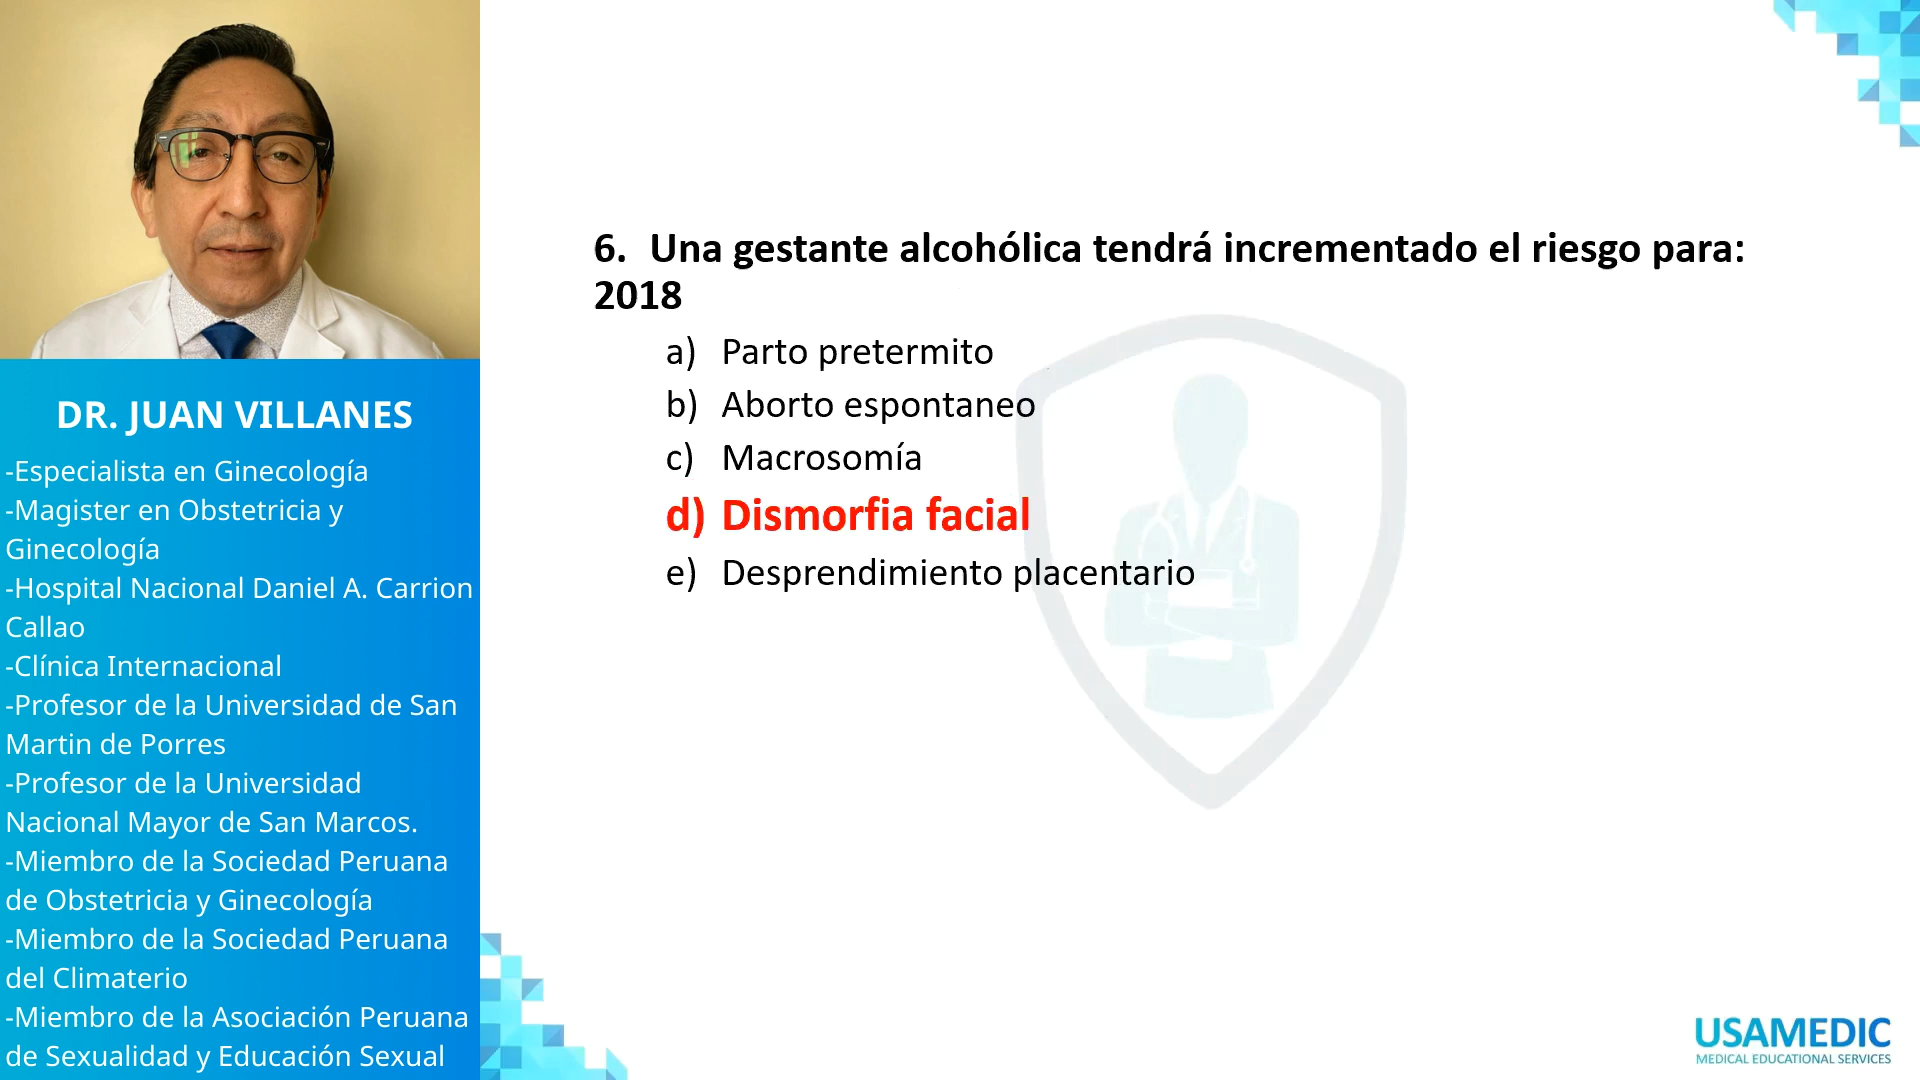 DR. JUAN VILLANES
-Especialista en Ginecología
-Magister en Obstetricia y
Ginecología
-Hospital Nacional Daniel A. Carrion
Callao
-Clínica Internacional
-Profesor de la Universidad de San
Martin de Porres
-Profesor de la Universidad
Nacional Mayor de San Marcos.
-Miembro de la Sociedad Peruana
de Obstetricia y Ginecología
-Miembro de la Sociedad Peruana
del Climaterio
-Miembro de la Asociación Peruana
de Sexualidad y Educación Sexual
6. Una gestante alcohólica tendrá incrementado el riesgo para:
2018
a) Parto pretermito
b) Aborto espontaneo
c) Macrosomía
d) Dismorfia facial
e) Desprendimiento placentario
USAMEDIC
MEDICAL EDUCATIONAL SERVICES